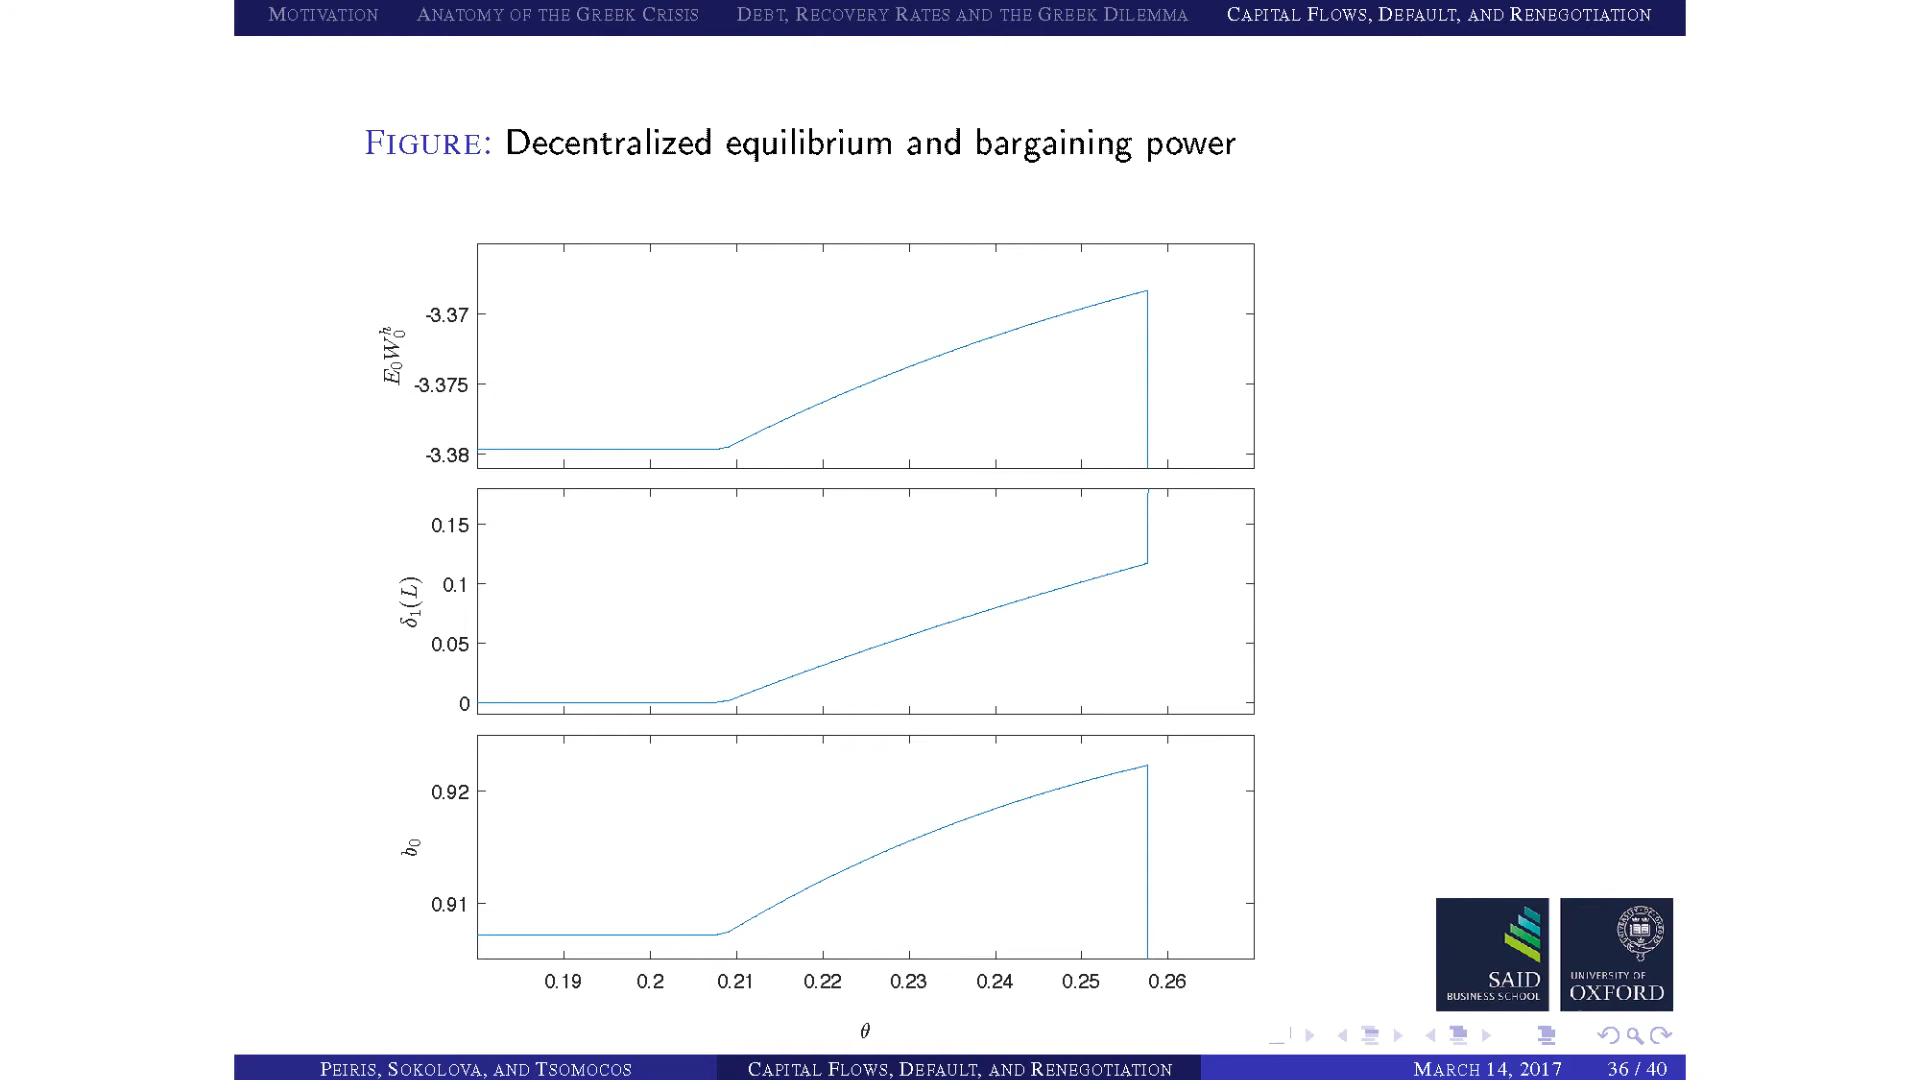 MOTIVATION ANATOMY OF THE GREEK CRISIS DEBT, RECOVERY RATES AND THE GREEK DILEMMA CAPITAL FLOWS, DEFAULT, AND RENEGOTIATION
FIGURE: Decentralized equilibrium and bargaining power
E₀W₀ʰ
-3.37
-3.375
-3.38
δ₁(L)
0.15
0.1
0.05
0
b₀
0.92
0.91
0.19 0.2 0.21 0.22 0.23 0.24 0.25 0.26
θ
SAID
BUSINESS SCHOOL
UNIVERSITY OF
OXFORD
PEIRIS, SOKOLOVA, AND TSOMOCOS CAPITAL FLOWS, DEFAULT, AND RENEGOTIATION MARCH 14, 2017 36 / 40